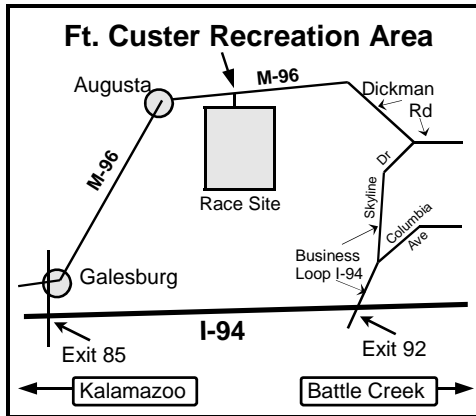 Ft. Custer Recreation Area
M-96
Augusta
Dickman
Rd
M-96
Race Site
Dr
Skyline
Columbia
Ave
Business
Loop I-94
Galesburg
I-94
Exit 85
Exit 92
Kalamazoo
Battle Creek